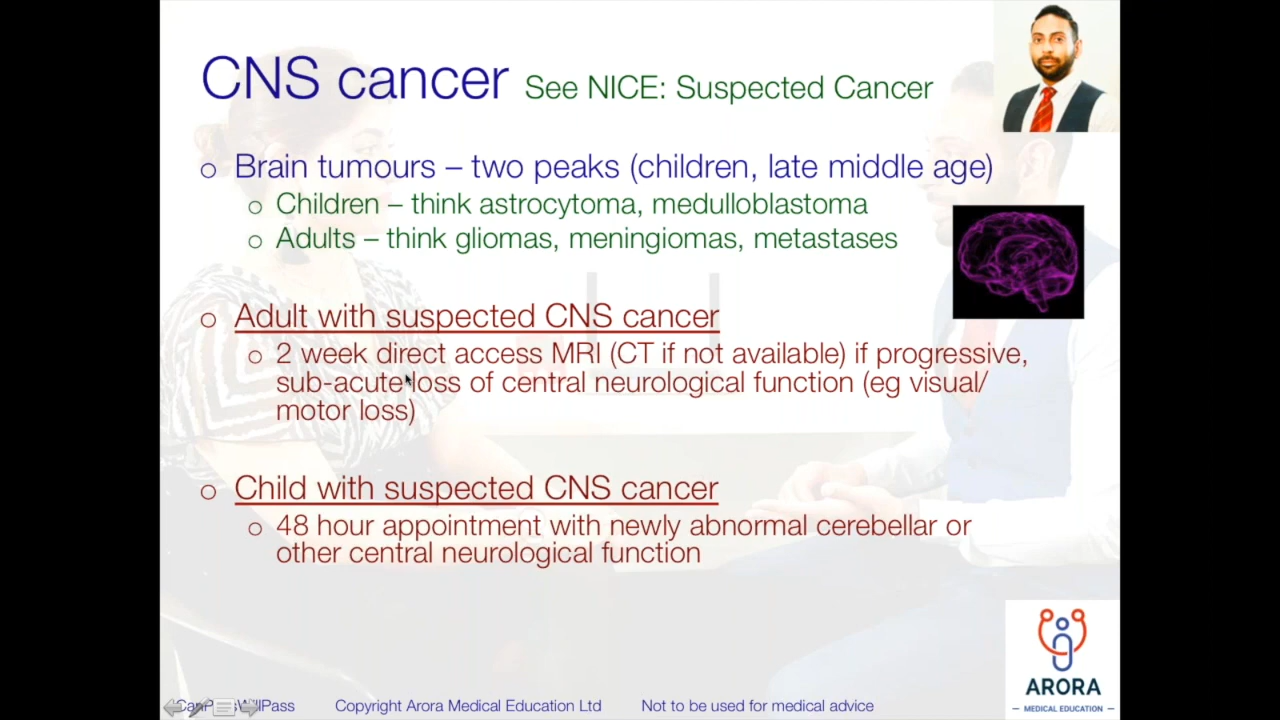 CNS cancer See NICE: Suspected Cancer
o Brain tumours – two peaks (children, late middle age)
o Children – think astrocytoma, medulloblastoma
o Adults – think gliomas, meningiomas, metastases
o Adult with suspected CNS cancer
o 2 week direct access MRI (CT if not available) if progressive,
sub-acute loss of central neurological function (eg visual/
motor loss)
o Child with suspected CNS cancer
o 48 hour appointment with newly abnormal cerebellar or
other central neurological function
ARORA
– MEDICAL EDUCATION –
Copyright Arora Medical Education Ltd
Not to be used for medical advice